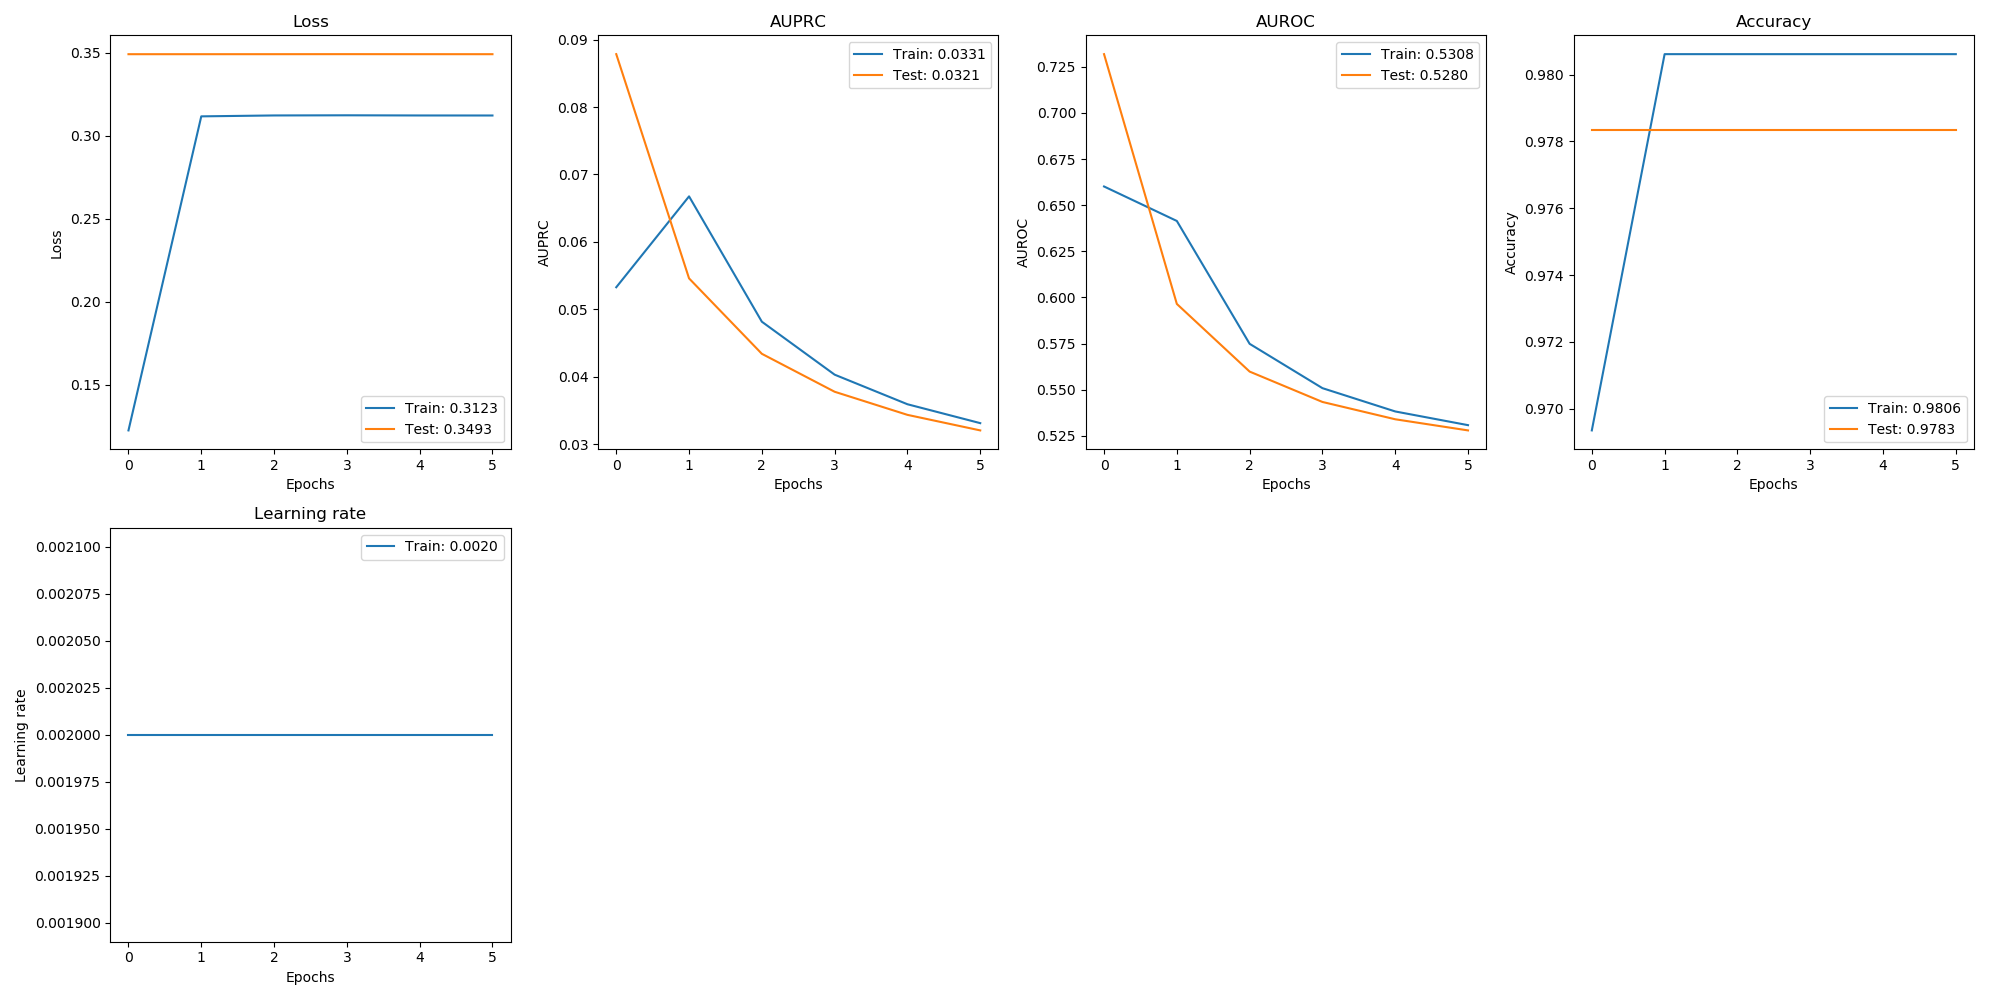 Loss
0.35
0.30
0.25
0.20
0.15
Loss
Train: 0.3123
Test: 0.3493
0 1 2 3 4 5
Epochs
AUPRC
0.09
0.08
0.07
0.06
0.05
0.04
0.03
AUPRC
Train: 0.0331
Test: 0.0321
0 1 2 3 4 5
Epochs
AUROC
0.725
0.700
0.675
0.650
0.625
0.600
0.575
0.550
0.525
AUROC
Train: 0.5308
Test: 0.5280
0 1 2 3 4 5
Epochs
Accuracy
0.980
0.978
0.976
0.974
0.972
0.970
Accuracy
Train: 0.9806
Test: 0.9783
0 1 2 3 4 5
Epochs
Learning rate
0.002100
0.002075
0.002050
0.002025
0.002000
0.001975
0.001950
0.001925
0.001900
Learning rate
Train: 0.0020
0 1 2 3 4 5
Epochs